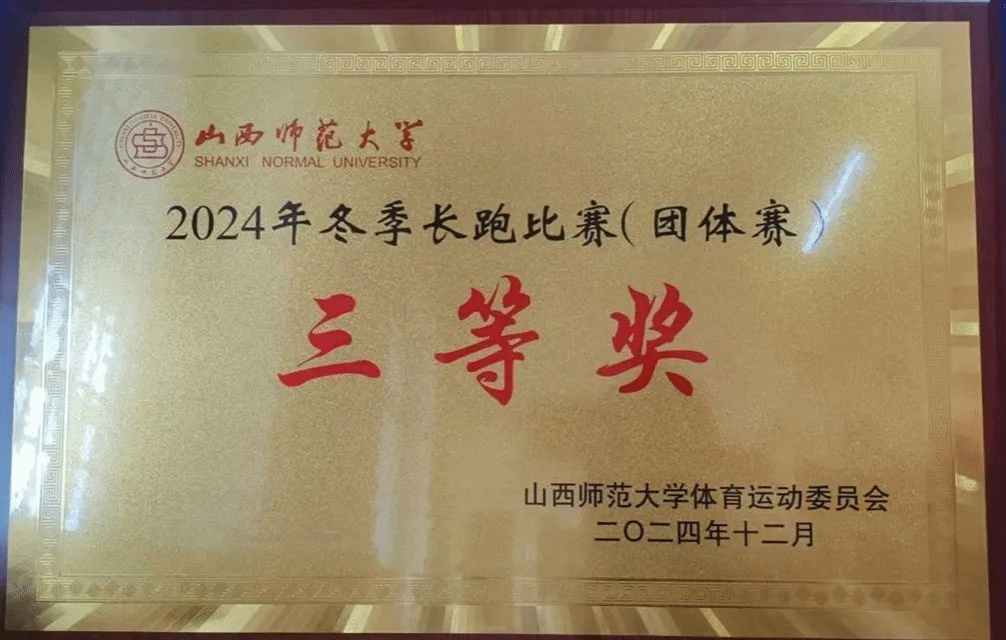 山西师范大学
SHANXI NORMAL UNIVERSITY
2024年冬季长跑比赛（团体赛）
三等奖
山西师范大学体育运动委员会
二〇二四年十二月